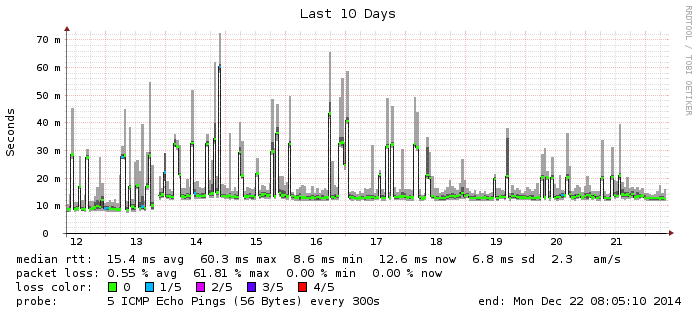 Last 10 Days
RRDTOOL / TOBI OETIKER
Seconds
70 m
60 m
50 m
40 m
30 m
20 m
10 m
0
12 13 14 15 16 17 18 19 20 21
median rtt: 15.4 ms avg 60.3 ms max 8.6 ms min 12.6 ms now 6.8 ms sd 2.3 am/s
packet loss: 0.55 % avg 61.81 % max 0.00 % min 0.00 % now
loss color: 0 1/5 2/5 3/5 4/5
probe: 5 ICMP Echo Pings (56 Bytes) every 300s end: Mon Dec 22 08:05:10 2014